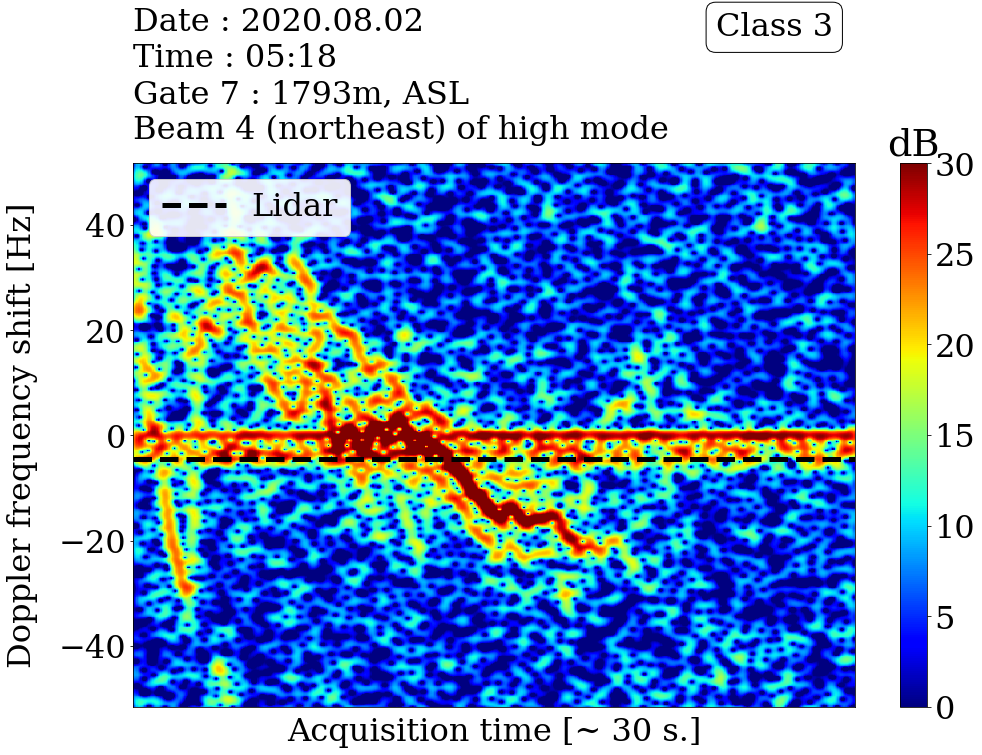 Date : 2020.08.02
Class 3
Time : 05:18
Gate 7 : 1793m, ASL
Beam 4 (northeast) of high mode
dB
Lidar
Doppler frequency shift [Hz]
40
20
0
−20
−40
30
25
20
15
10
5
0
Acquisition time [~ 30 s.]